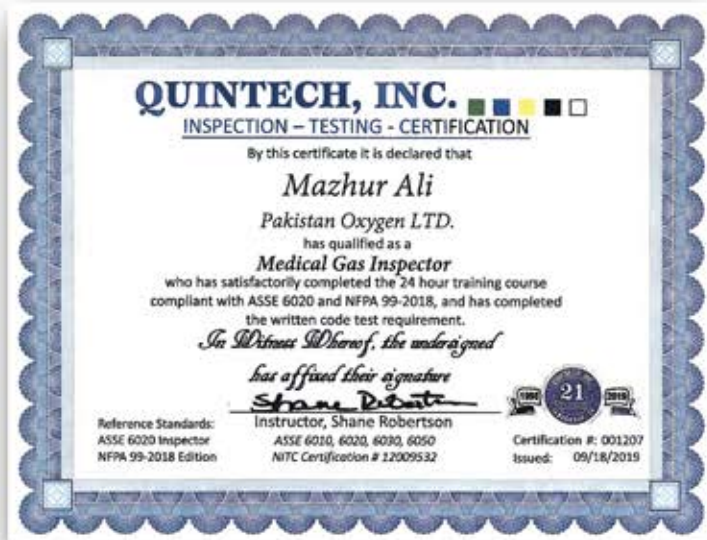 QUINTECH, INC.
INSPECTION – TESTING - CERTIFICATION
By this certificate it is declared that
Mazhur Ali
Pakistan Oxygen LTD.
has qualified as a
Medical Gas Inspector
who has satisfactorily completed the 24 hour training course
compliant with ASSE 6020 and NFPA 99-2018, and has completed
the written code test requirement.
In Witness Whereof, the undersigned
has affixed their signature
Shane Robertson
Instructor, Shane Robertson
ASSE 6010, 6020, 6030, 6050
NITC Certification # 12009532
Reference Standards:
ASSE 6020 Inspector
NFPA 99-2018 Edition
1998 21 2019
Certification #: 001207
Issued: 09/18/2019